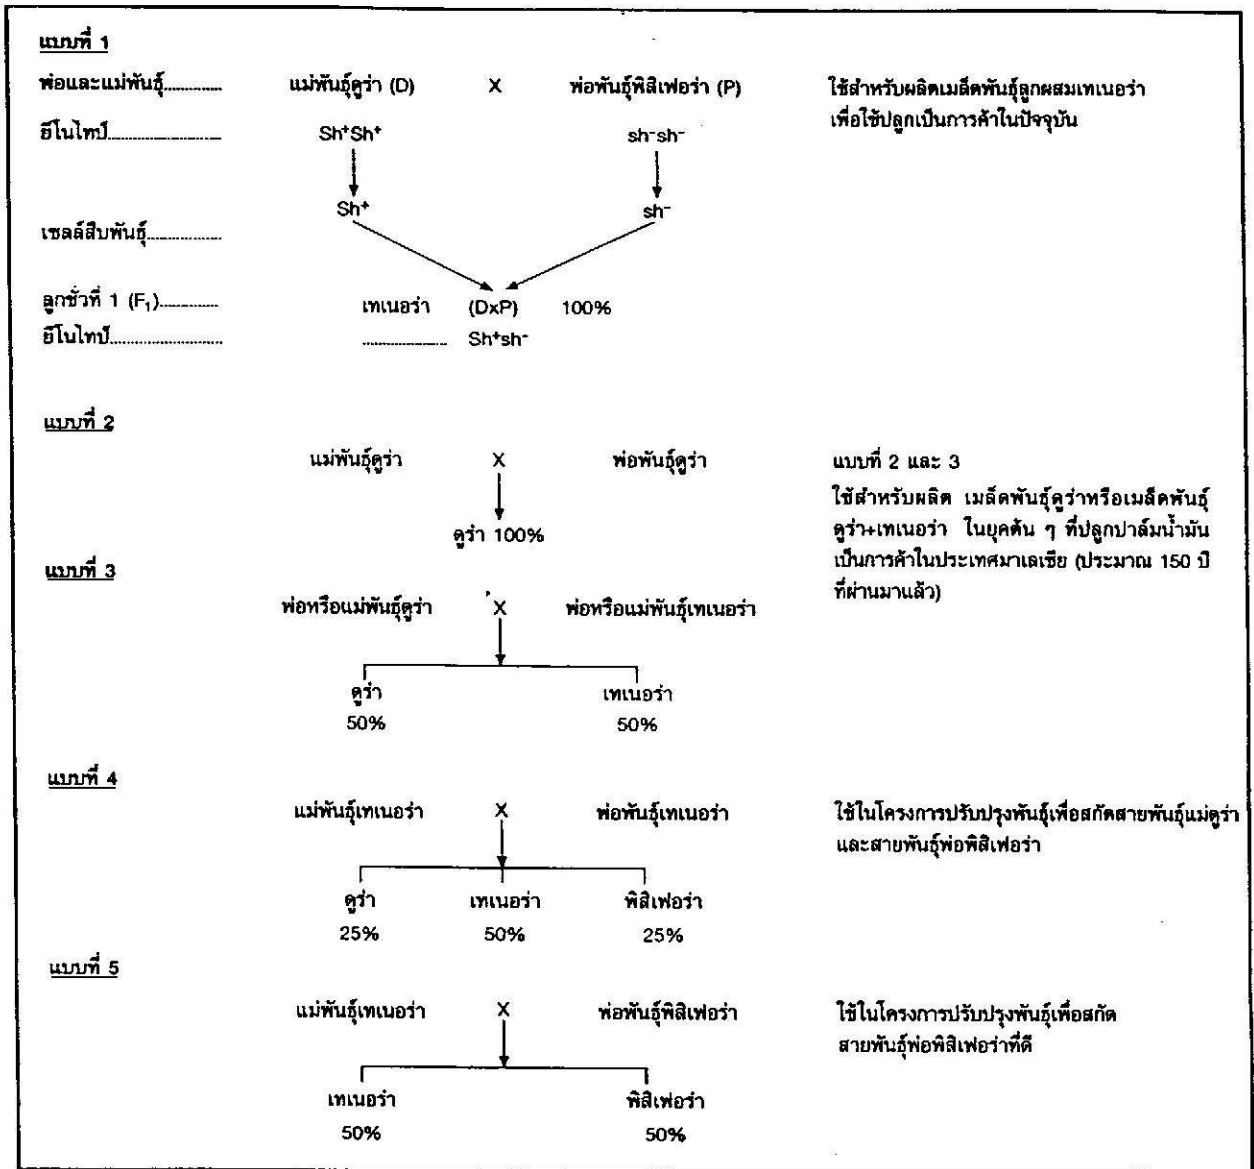 แบบที่ 1
พ่อและแม่พันธุ์.............. แม่พันธุ์ดูร่า (D) X พ่อพันธุ์พิสิเฟอร่า (P) ใช้สำหรับผลิตเมล็ดพันธุ์ลูกผสมเทเนอร่า
เพื่อใช้ปลูกเป็นการค้าในปัจจุบัน
ยีโนไทป์.............................. Sh⁺Sh⁺ sh⁻sh⁻
Sh⁺ sh⁻
เซลล์สืบพันธุ์....................
ลูกชั่วที่ 1 (F₁)............... เทเนอร่า (DxP) 100%
ยีโนไทป์.............................. ..................... Sh⁺sh⁻
แบบที่ 2
แม่พันธุ์ดูร่า X พ่อพันธุ์ดูร่า
ดูร่า 100%
แบบที่ 2 และ 3
ใช้สำหรับผลิต เมล็ดพันธุ์ดูร่าหรือเมล็ดพันธุ์
ดูร่า+เทเนอร่า ในยุคต้น ๆ ที่ปลูกปาล์มน้ำมัน
เป็นการค้าในประเทศมาเลเซีย (ประมาณ 150 ปี
ที่ผ่านมาแล้ว)
แบบที่ 3
พ่อหรือแม่พันธุ์ดูร่า X พ่อหรือแม่พันธุ์เทเนอร่า
ดูร่า เทเนอร่า
50% 50%
แบบที่ 4
แม่พันธุ์เทเนอร่า X พ่อพันธุ์เทเนอร่า ใช้ในโครงการปรับปรุงพันธุ์เพื่อสกัดสายพันธุ์แม่ดูร่า
และสายพันธุ์พ่อพิสิเฟอร่า
ดูร่า เทเนอร่า พิสิเฟอร่า
25% 50% 25%
แบบที่ 5
แม่พันธุ์เทเนอร่า X พ่อพันธุ์พิสิเฟอร่า ใช้ในโครงการปรับปรุงพันธุ์เพื่อสกัด
สายพันธุ์พ่อพิสิเฟอร่าที่ดี
เทเนอร่า พิสิเฟอร่า
50% 50%